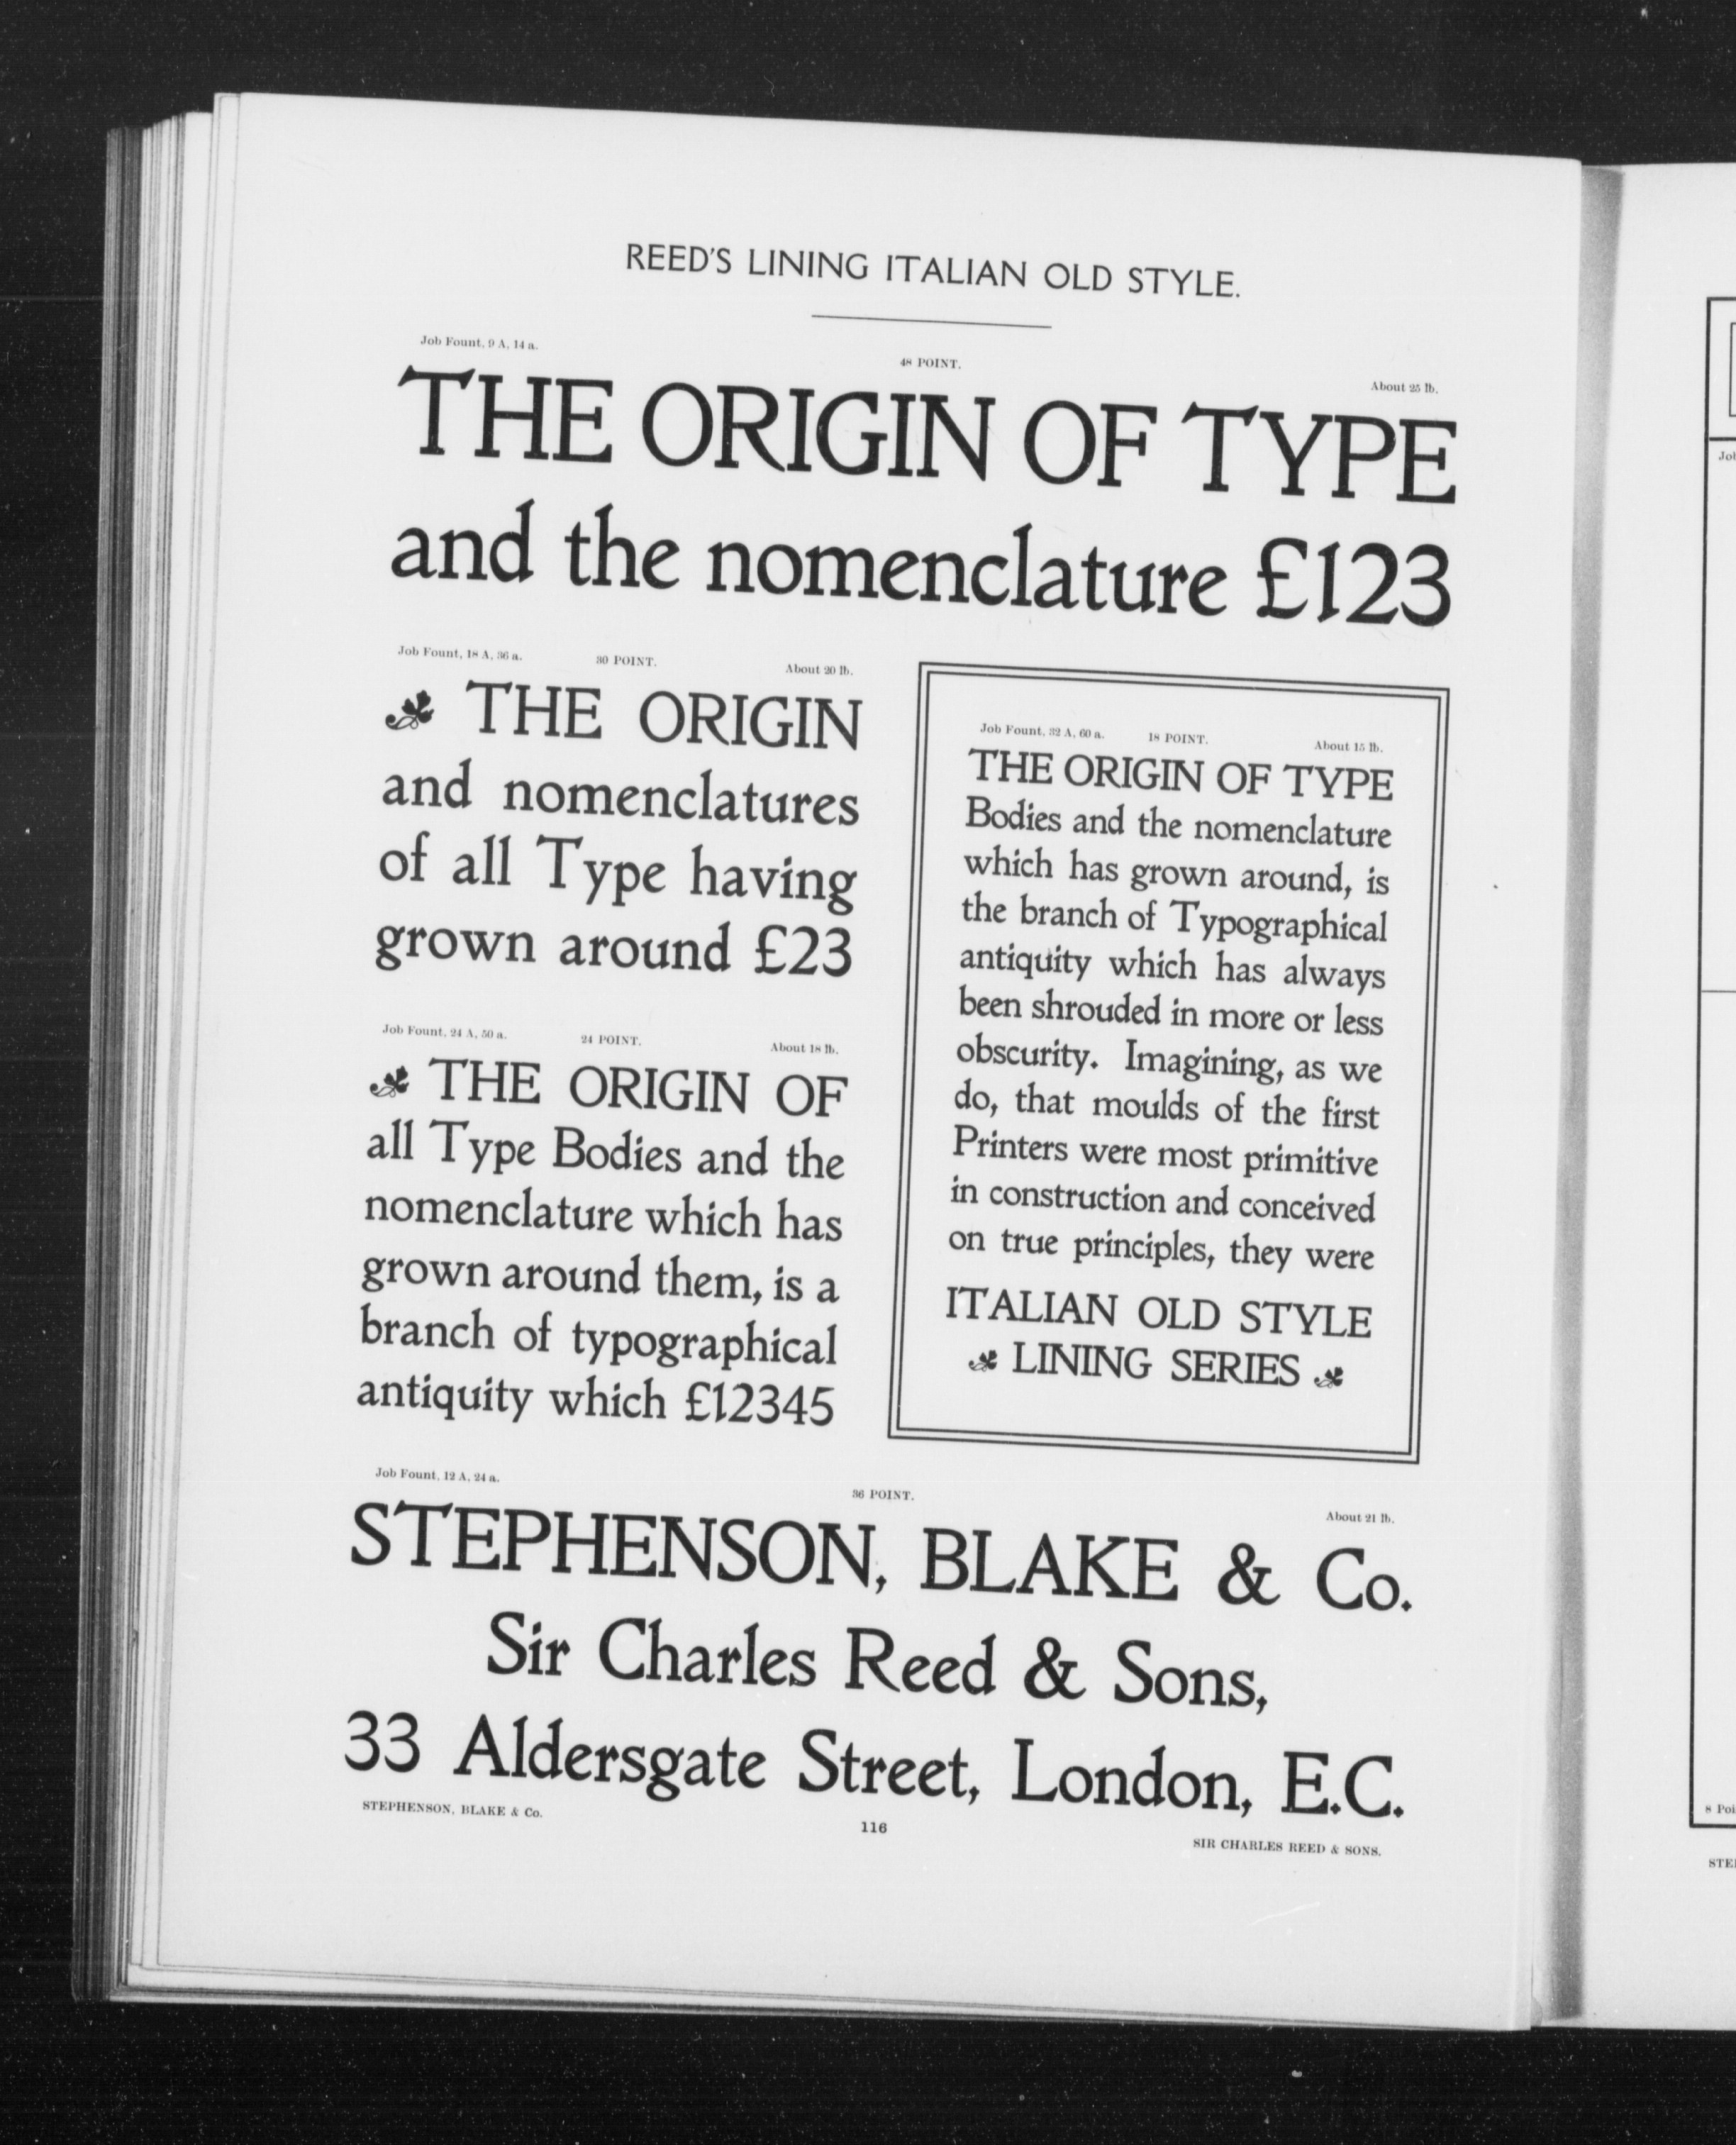 REED'S LINING ITALIAN OLD STYLE.
Job Fount, 9 A, 14 a.
48 POINT.
About 25 lb.
THE ORIGIN OF TYPE
and the nomenclature £123
Job Fount, 18 A, 36 a.
30 POINT.
About 20 lb.
THE ORIGIN
and nomenclatures
of all Type having
grown around £23
Job Fount, 24 A, 50 a.
24 POINT.
About 18 lb.
THE ORIGIN OF
all Type Bodies and the
nomenclature which has
grown around them, is a
branch of typographical
antiquity which £12345
Job Fount, 32 A, 60 a.
18 POINT.
About 15 lb.
THE ORIGIN OF TYPE
Bodies and the nomenclature
which has grown around, is
the branch of Typographical
antiquity which has always
been shrouded in more or less
obscurity. Imagining, as we
do, that moulds of the first
Printers were most primitive
in construction and conceived
on true principles, they were
ITALIAN OLD STYLE
LINING SERIES
Job Fount, 12 A, 24 a.
36 POINT.
About 21 lb.
STEPHENSON, BLAKE & Co.
Sir Charles Reed & Sons,
33 Aldersgate Street, London, E.C.
STEPHENSON, BLAKE & Co.
116
SIR CHARLES REED & SONS.